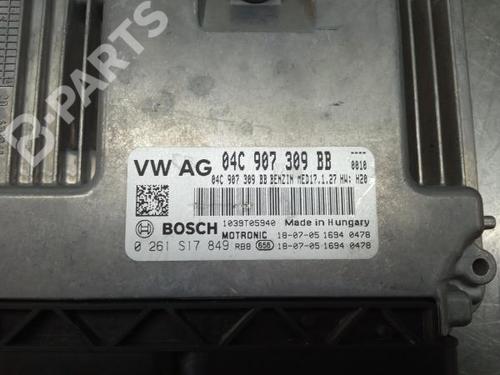 B-PARTS
VW AG 04C 907 309 BB ----
04C 907 309 BB BENZIN MED17.1.27 HW: H20 0010
1039T05940 Made in Hungary
BOSCH MOTRONIC 18-07-05 1694 0478
0 261 S17 849 RBB 656 18-07-05 1694 0478